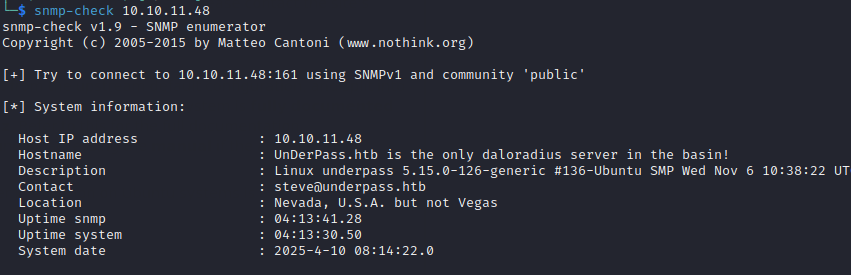 └─$ snmp-check 10.10.11.48
snmp-check v1.9 - SNMP enumerator
Copyright (c) 2005-2015 by Matteo Cantoni (www.nothink.org)
[+] Try to connect to 10.10.11.48:161 using SNMPv1 and community 'public'
[*] System information:
Host IP address : 10.10.11.48
Hostname : UnDerPass.htb is the only daloradius server in the basin!
Description : Linux underpass 5.15.0-126-generic #136-Ubuntu SMP Wed Nov 6 10:38:22 UT
Contact : steve@underpass.htb
Location : Nevada, U.S.A. but not Vegas
Uptime snmp : 04:13:41.28
Uptime system : 04:13:30.50
System date : 2025-4-10 08:14:22.0